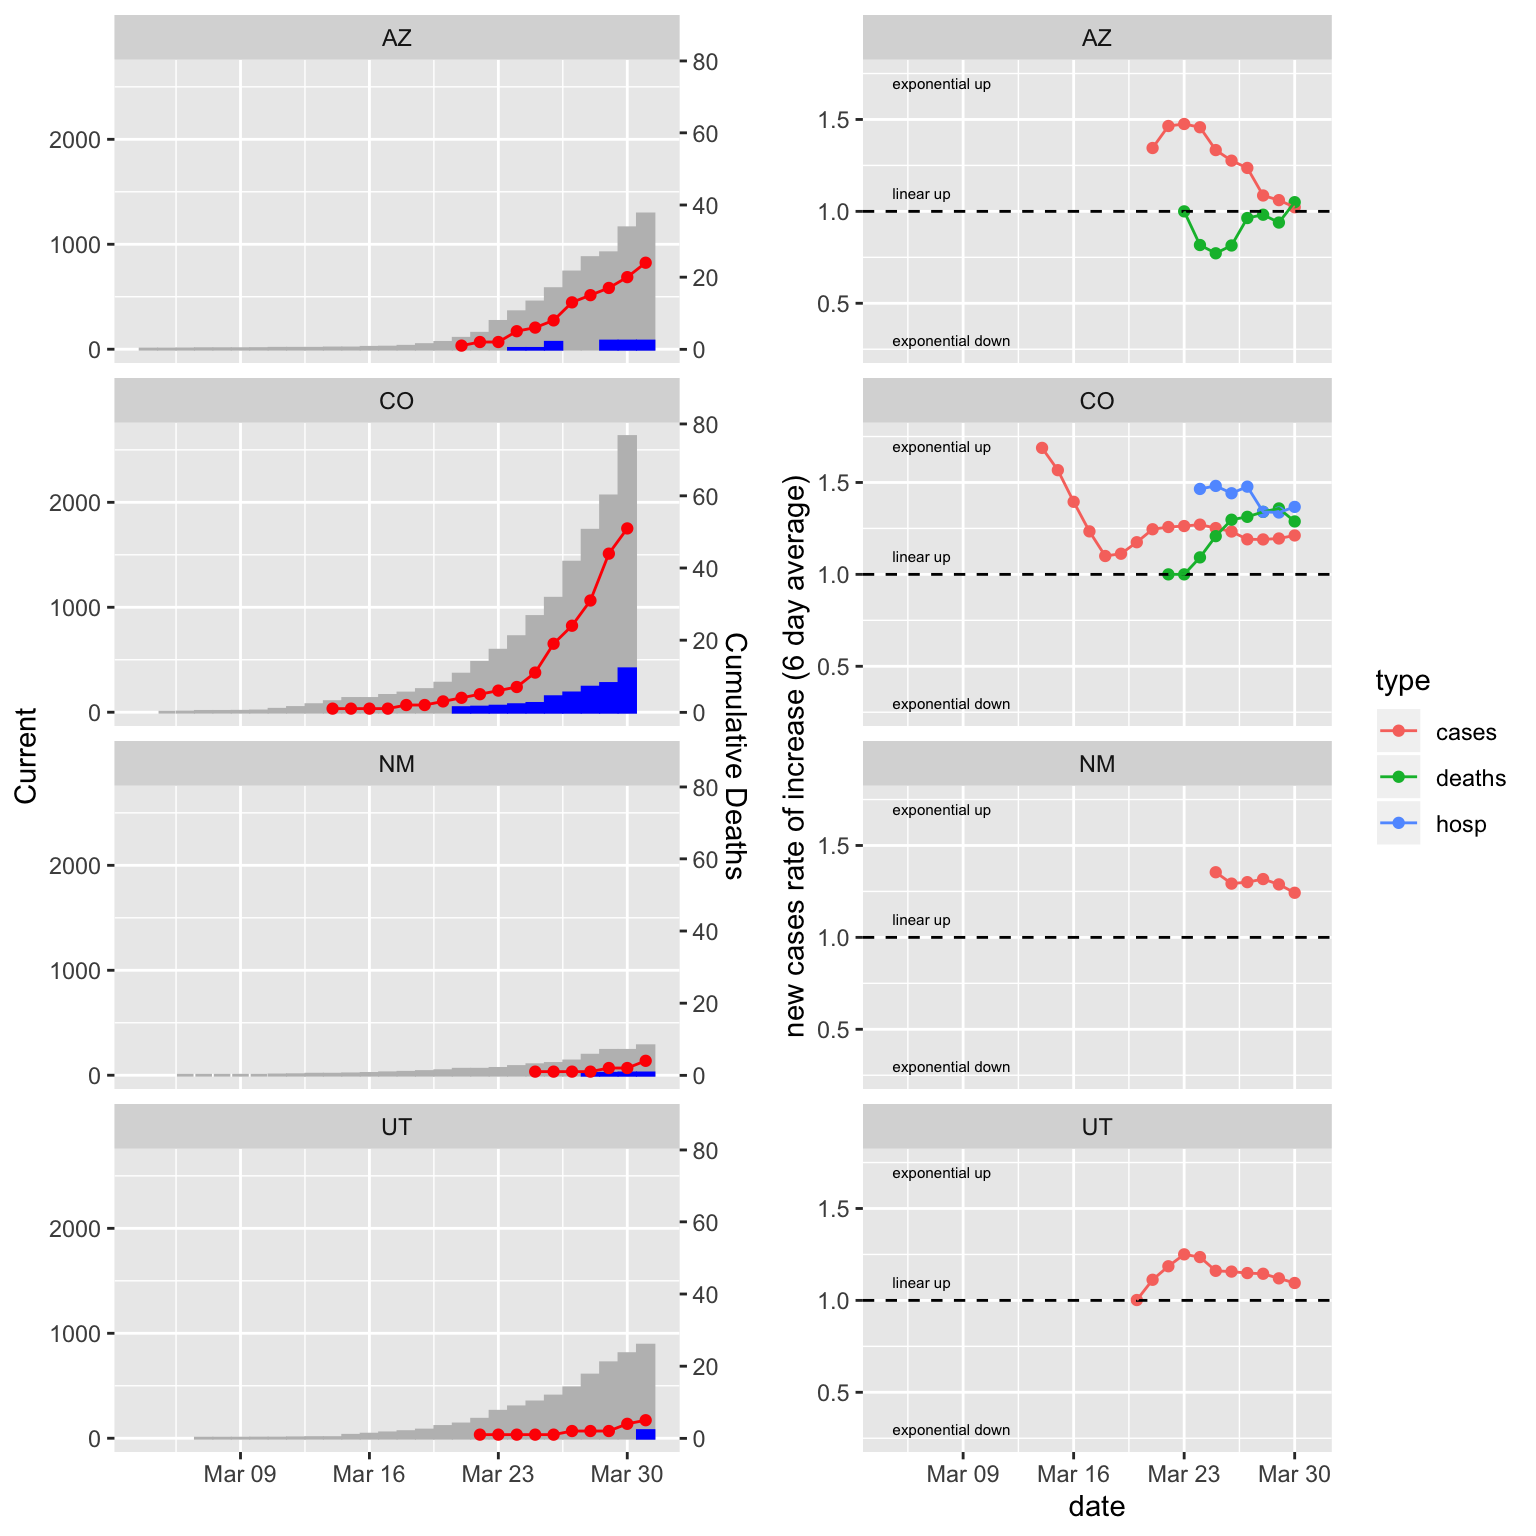 AZ
2000
1000
0
80
60
40
20
0
CO
2000
1000
0
80
60
40
20
0
NM
2000
1000
0
80
60
40
20
0
UT
2000
1000
0
80
60
40
20
0
Mar 09 Mar 16 Mar 23 Mar 30
Current
Cumulative Deaths
AZ
exponential up
1.5
linear up
1.0
0.5
exponential down
CO
exponential up
1.5
linear up
1.0
0.5
exponential down
NM
exponential up
1.5
linear up
1.0
0.5
exponential down
UT
exponential up
1.5
linear up
1.0
0.5
exponential down
Mar 09 Mar 16 Mar 23 Mar 30
date
new cases rate of increase (6 day average)
type
cases
deaths
hosp